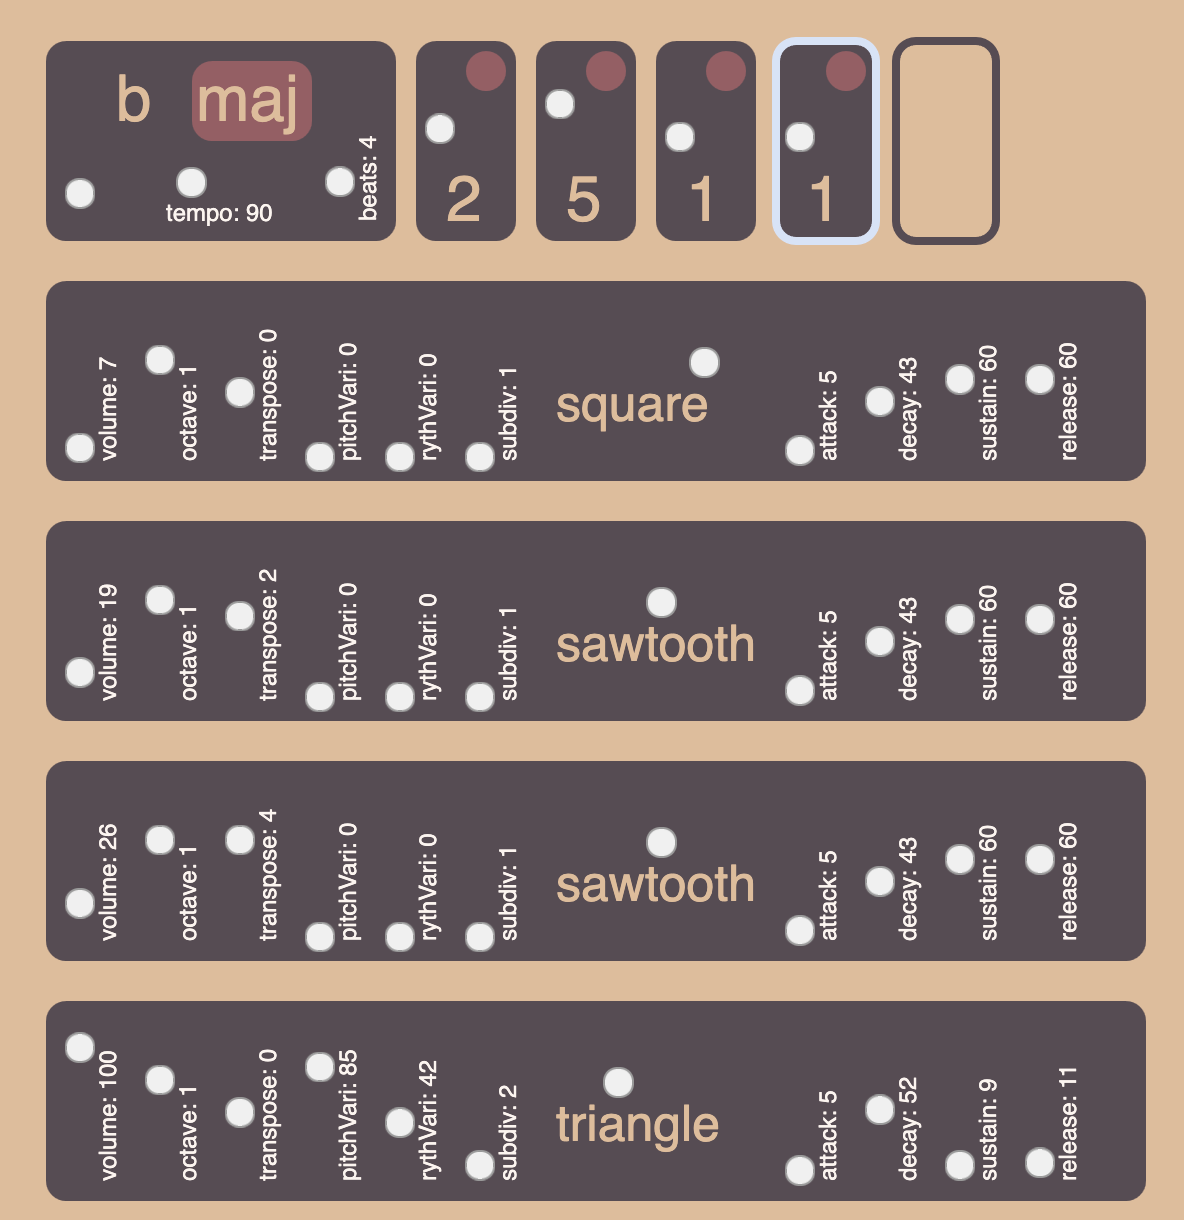 b maj
tempo: 90
beats: 4
2
5
1
1
volume: 7
octave: 1
transpose: 0
pitchVari: 0
rythVari: 0
subdiv: 1
square
attack: 5
decay: 43
sustain: 60
release: 60
volume: 19
octave: 1
transpose: 2
pitchVari: 0
rythVari: 0
subdiv: 1
sawtooth
attack: 5
decay: 43
sustain: 60
release: 60
volume: 26
octave: 1
transpose: 4
pitchVari: 0
rythVari: 0
subdiv: 1
sawtooth
attack: 5
decay: 43
sustain: 60
release: 60
volume: 100
octave: 1
transpose: 0
pitchVari: 85
rythVari: 42
subdiv: 2
triangle
attack: 5
decay: 52
sustain: 9
release: 11